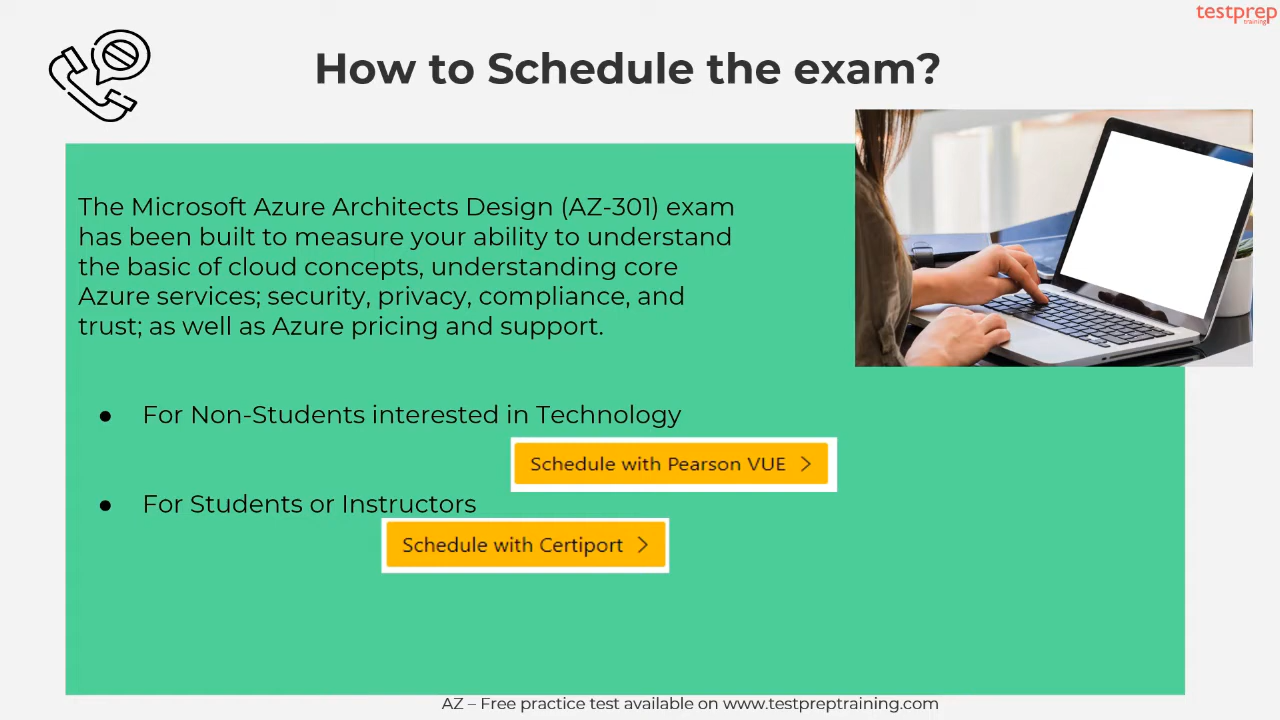 testprep
training
How to Schedule the exam?
The Microsoft Azure Architects Design (AZ-301) exam
has been built to measure your ability to understand
the basic of cloud concepts, understanding core
Azure services; security, privacy, compliance, and
trust; as well as Azure pricing and support.
● For Non-Students interested in Technology
Schedule with Pearson VUE >
● For Students or Instructors
Schedule with Certiport >
AZ – Free practice test available on www.testpreptraining.com